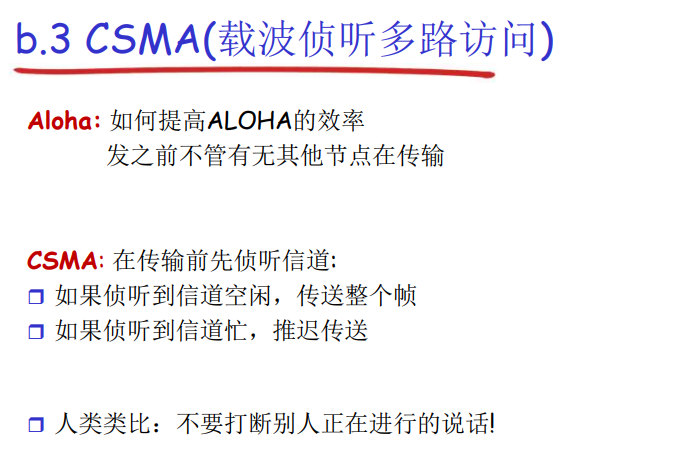 b.3 CSMA(载波侦听多路访问)
Aloha: 如何提高ALOHA的效率
发之前不管有无其他节点在传输
CSMA: 在传输前先侦听信道:
❒ 如果侦听到信道空闲，传送整个帧
❒ 如果侦听到信道忙，推迟传送
❒ 人类类比：不要打断别人正在进行的说话!